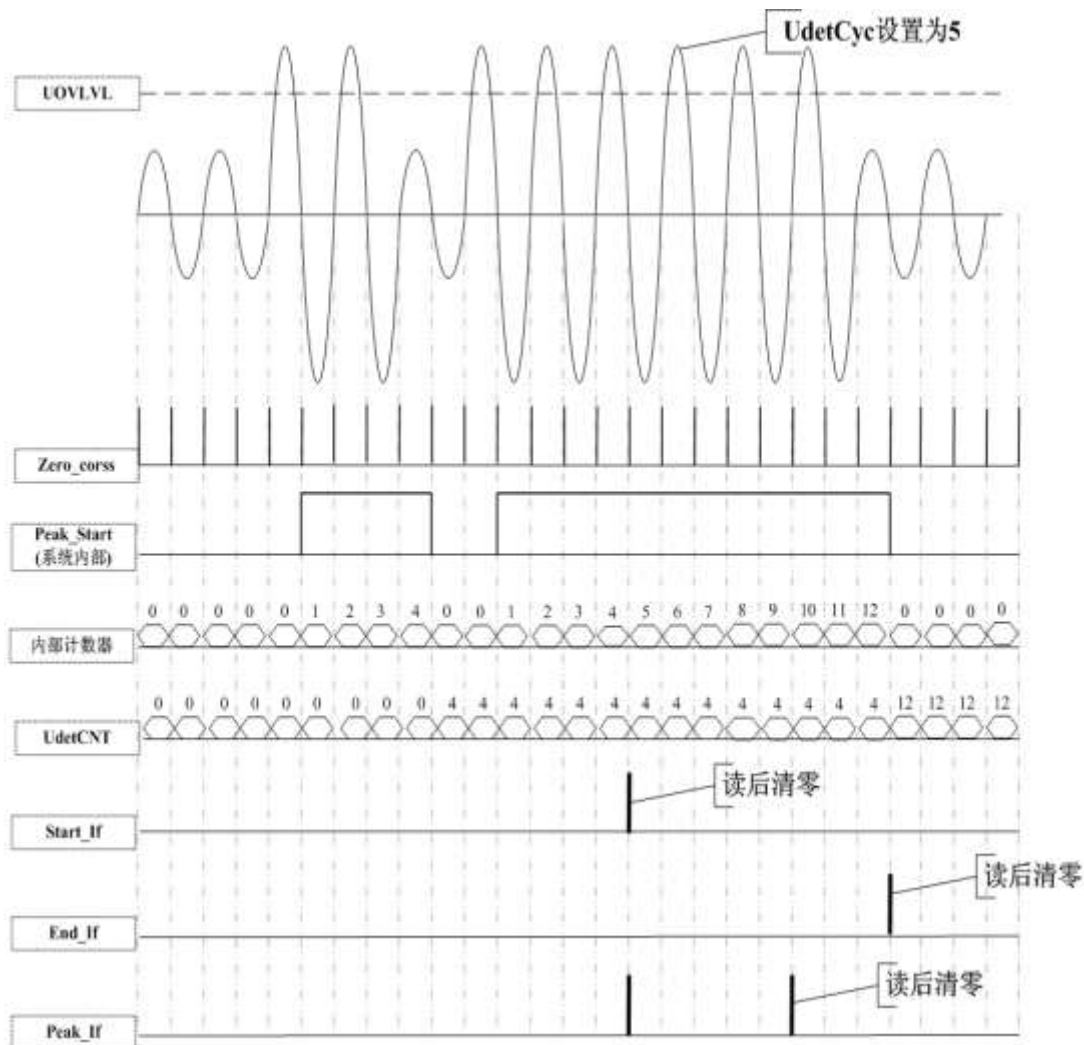 UdetCyc设置为5
UOVLVL
Zero_corss
Peak_Start
(系统内部)
0 0 0 0 0 1 2 3 4 0 0 1 2 3 4 5 6 7 8 9 10 11 12 0 0 0 0
内部计数器
0 0 0 0 0 0 0 0 0 4 4 4 4 4 4 4 4 4 4 4 4 4 4 12 12 12 12
UdetCNT
读后清零
Start_If
读后清零
End_If
读后清零
Peak_If